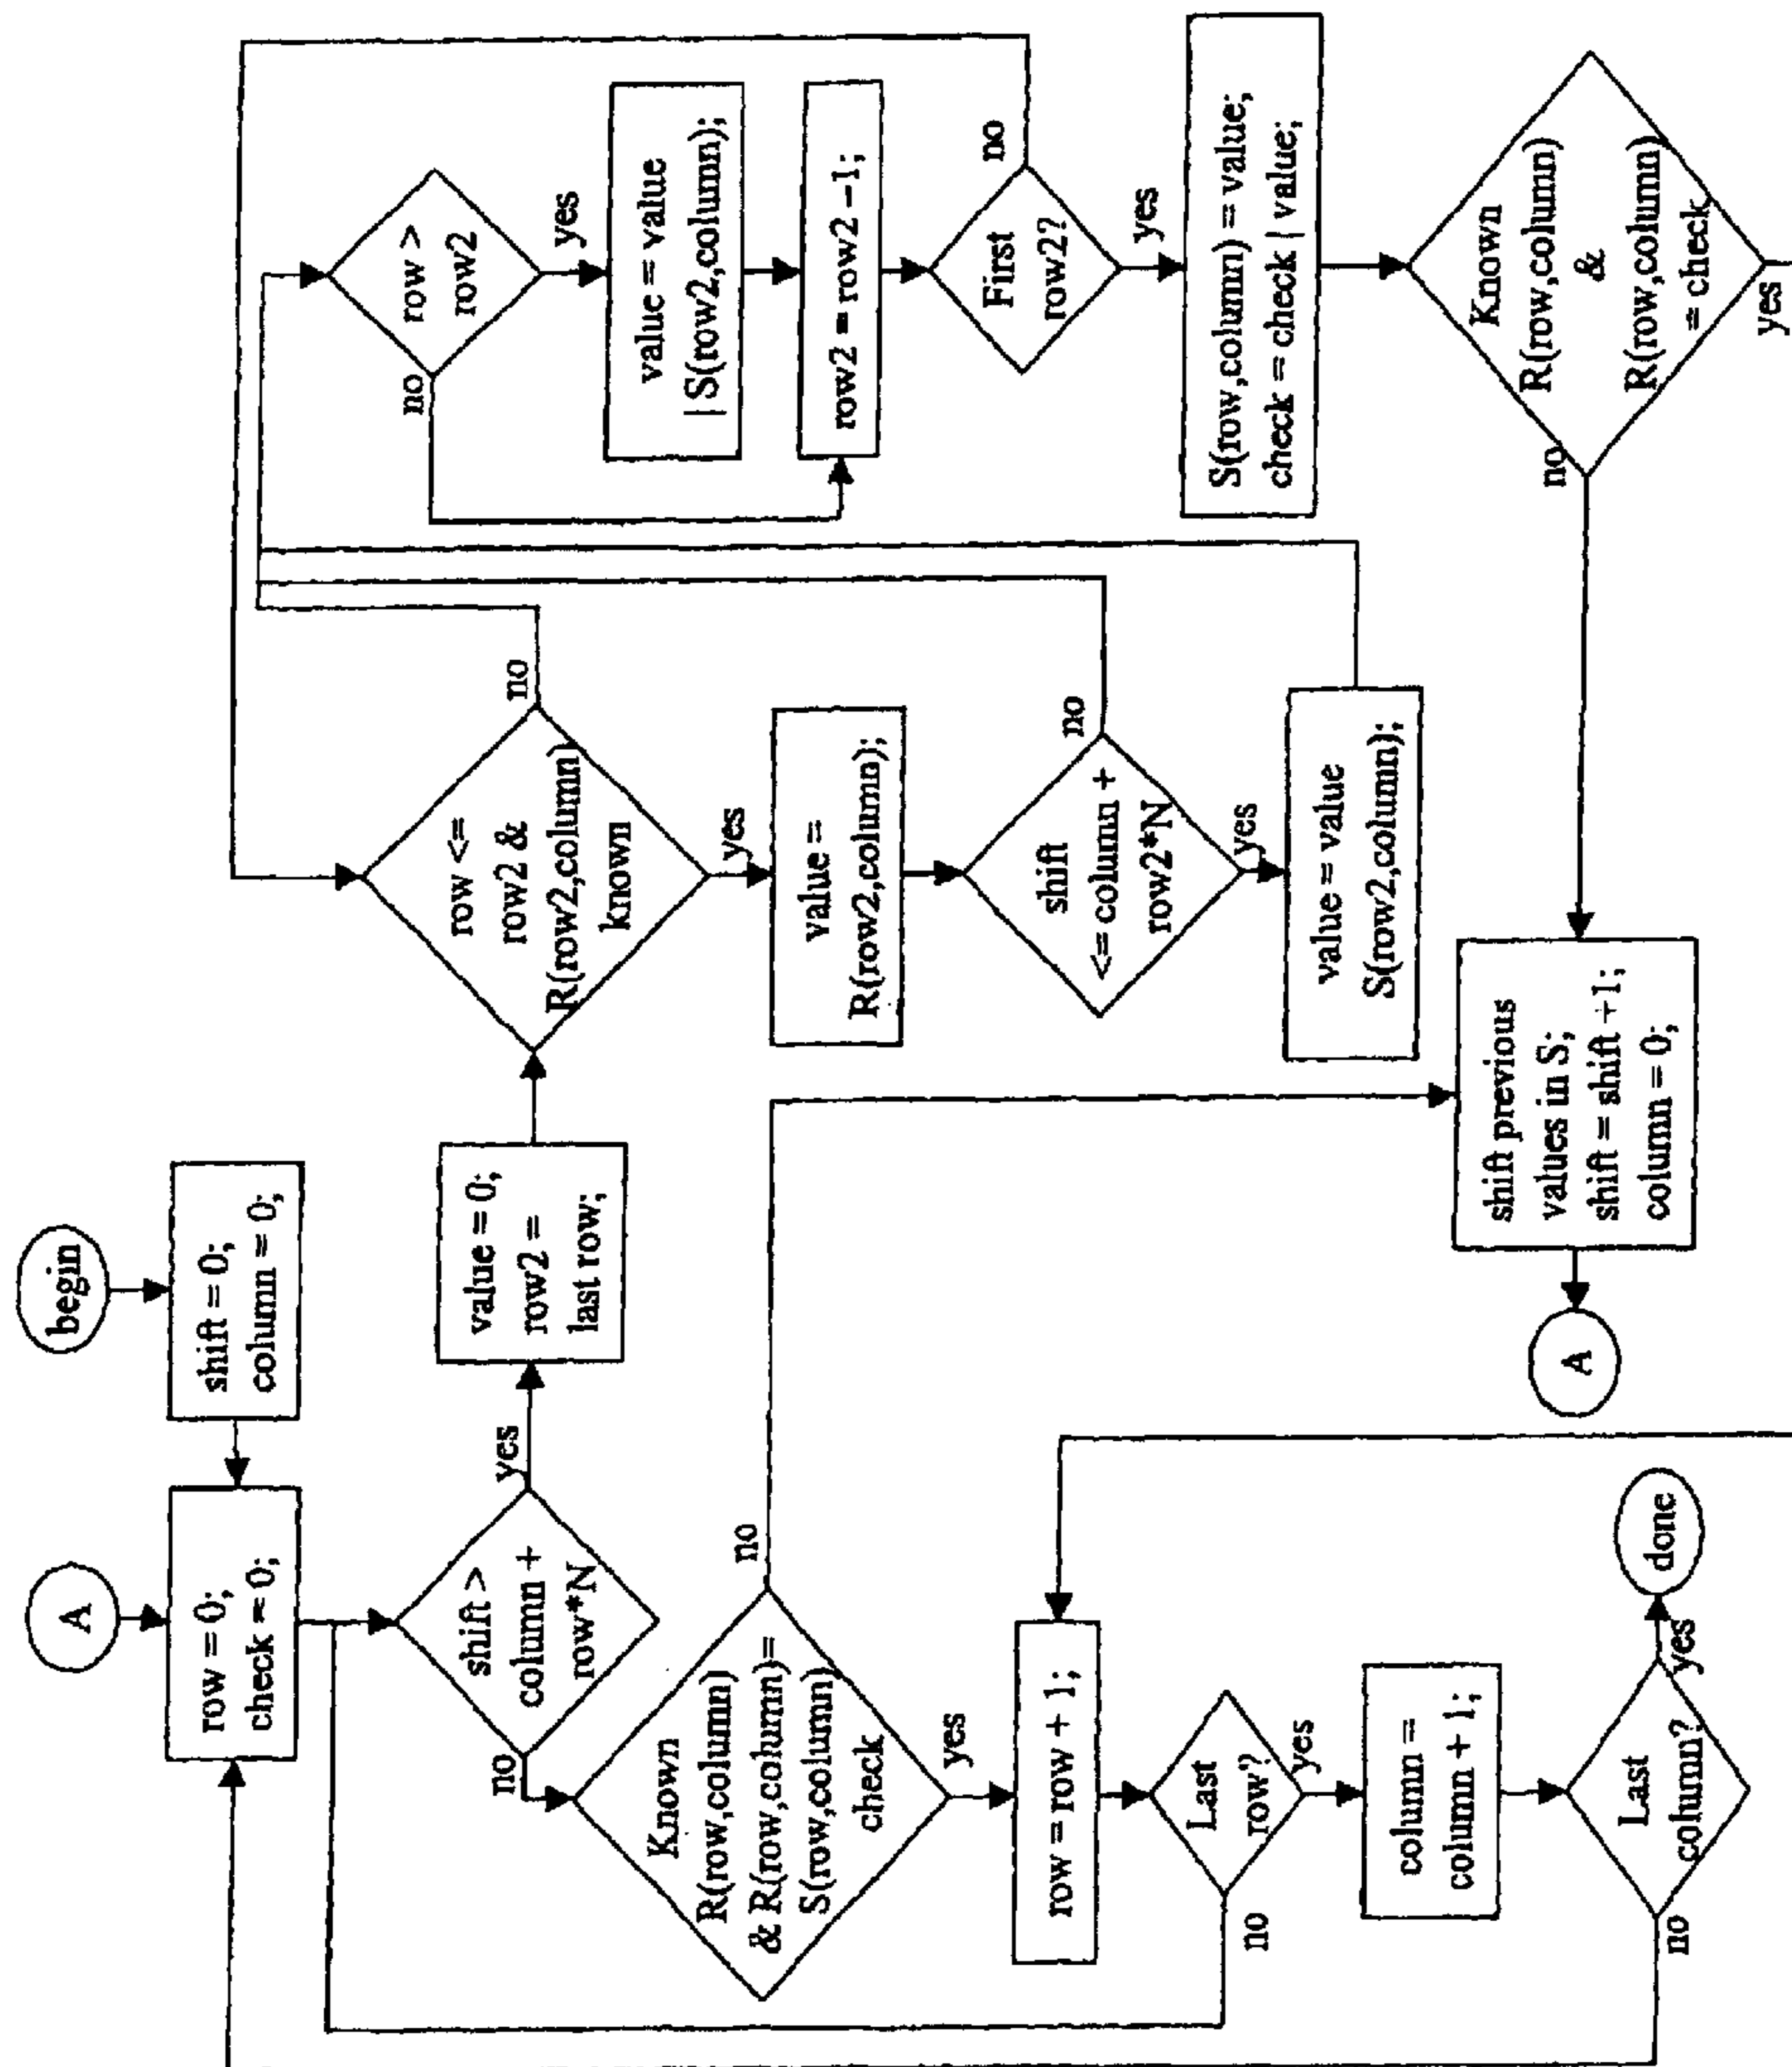 begin
shift = 0;
column = 0;
A
row = 0;
check = 0;
shift >
column +
row*N
yes
no
value = 0;
row2 =
last row;
row <=
row2 &
R(row2,column)
known
no
yes
value =
R(row2,column);
shift
<= column +
row2*N
no
yes
value = value
S(row2,column);
row >
row2
no
yes
value = value
| S(row2,column);
row2 = row2 -1;
First
row2?
no
yes
S(row,column) = value;
check = check | value;
Known
R(row,column)
&
R(row,column)
= check
no
yes
Known
R(row,column)
& R(row,column)=
S(row,column)
check
no
yes
shift previous
values in S;
shift = shift +1;
column = 0;
A
row = row + 1;
Last
row?
no
yes
column =
column + 1;
Last
column?
no
yes
done